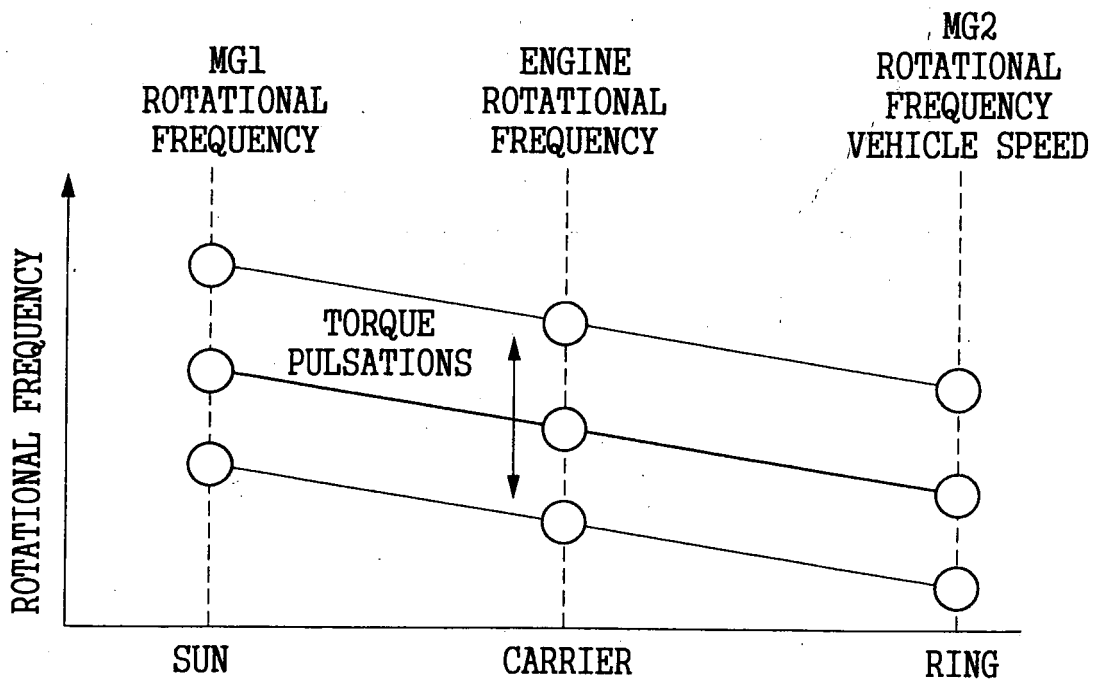 MG1
ROTATIONAL
FREQUENCY
ENGINE
ROTATIONAL
FREQUENCY
MG2
ROTATIONAL
FREQUENCY
VEHICLE SPEED
ROTATIONAL FREQUENCY
TORQUE
PULSATIONS
SUN
CARRIER
RING